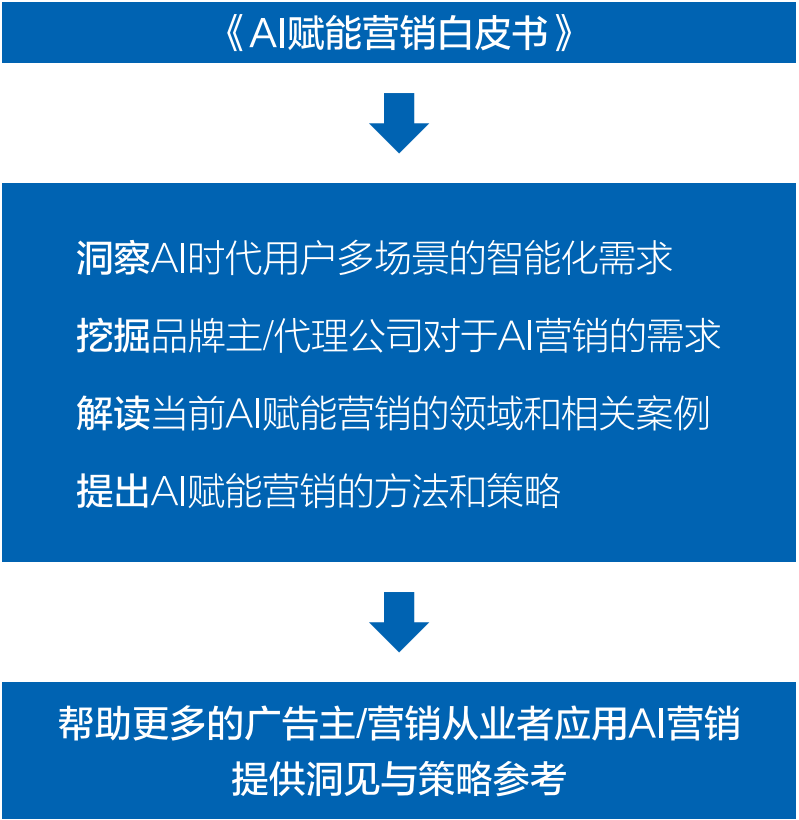 《AI赋能营销白皮书》
洞察AI时代用户多场景的智能化需求
挖掘品牌主/代理公司对于AI营销的需求
解读当前AI赋能营销的领域和相关案例
提出AI赋能营销的方法和策略
帮助更多的广告主/营销从业者应用AI营销
提供洞见与策略参考